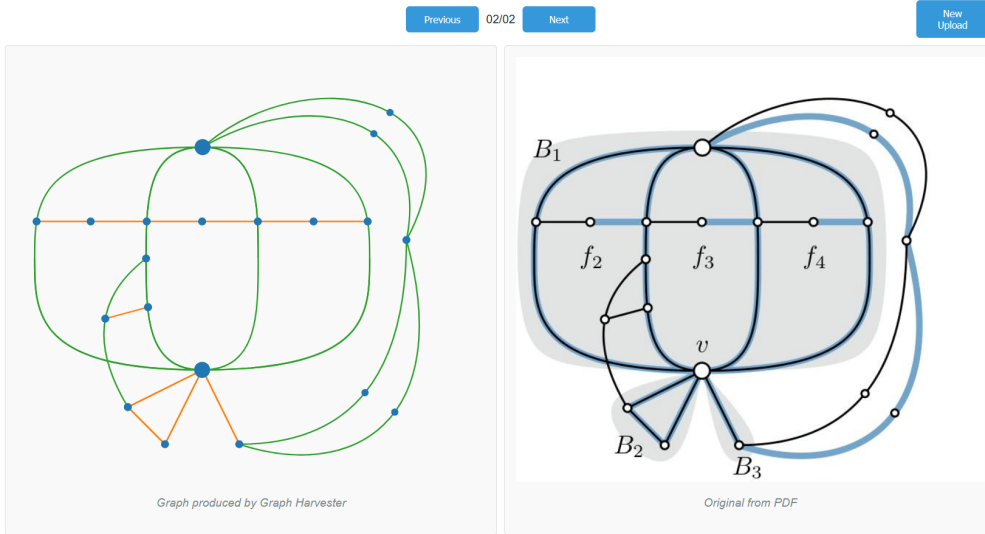 Previous 02/02 Next
New
Upload
B₁
f₂ f₃ f₄
v
B₂
B₃
Graph produced by Graph Harvester
Original from PDF